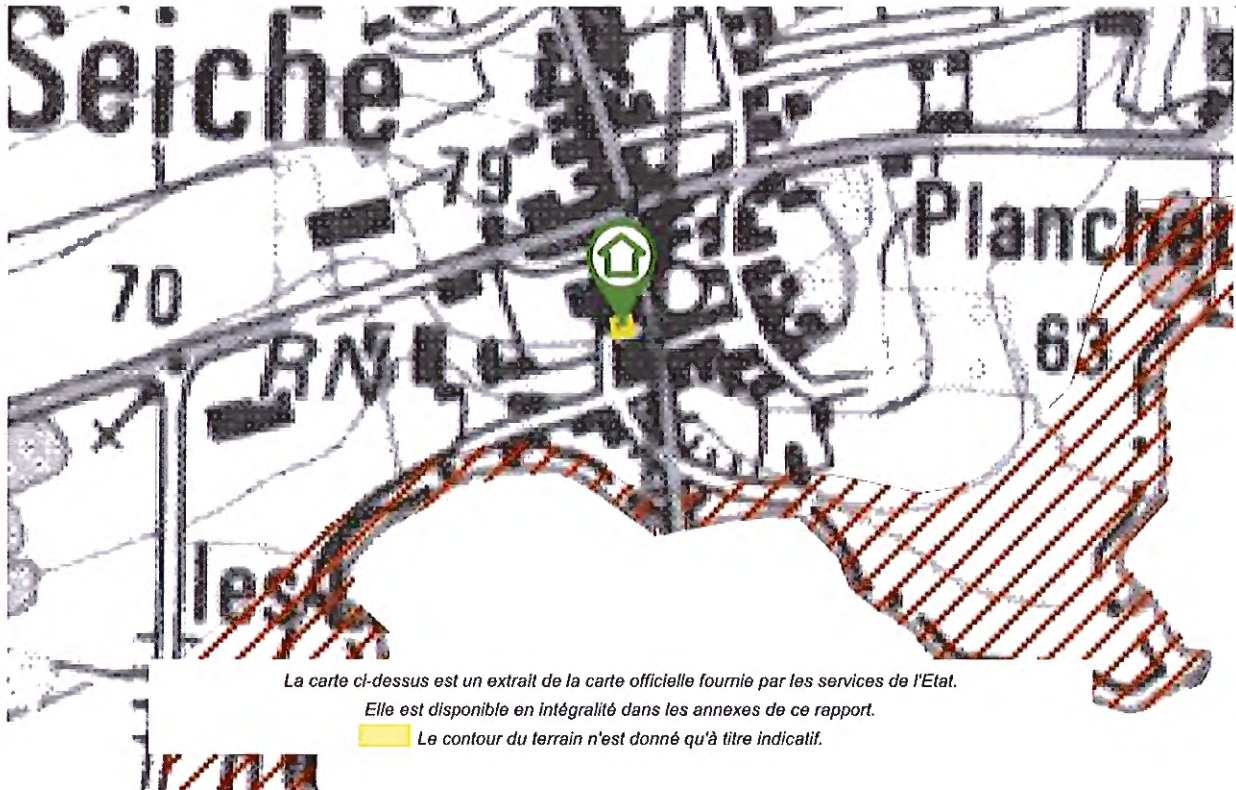 Seiche
79
Planche
70
RN
63
les
La carte ci-dessus est un extrait de la carte officielle fournie par les services de l'Etat.
Elle est disponible en intégralité dans les annexes de ce rapport.
Le contour du terrain n'est donné qu'à titre indicatif.